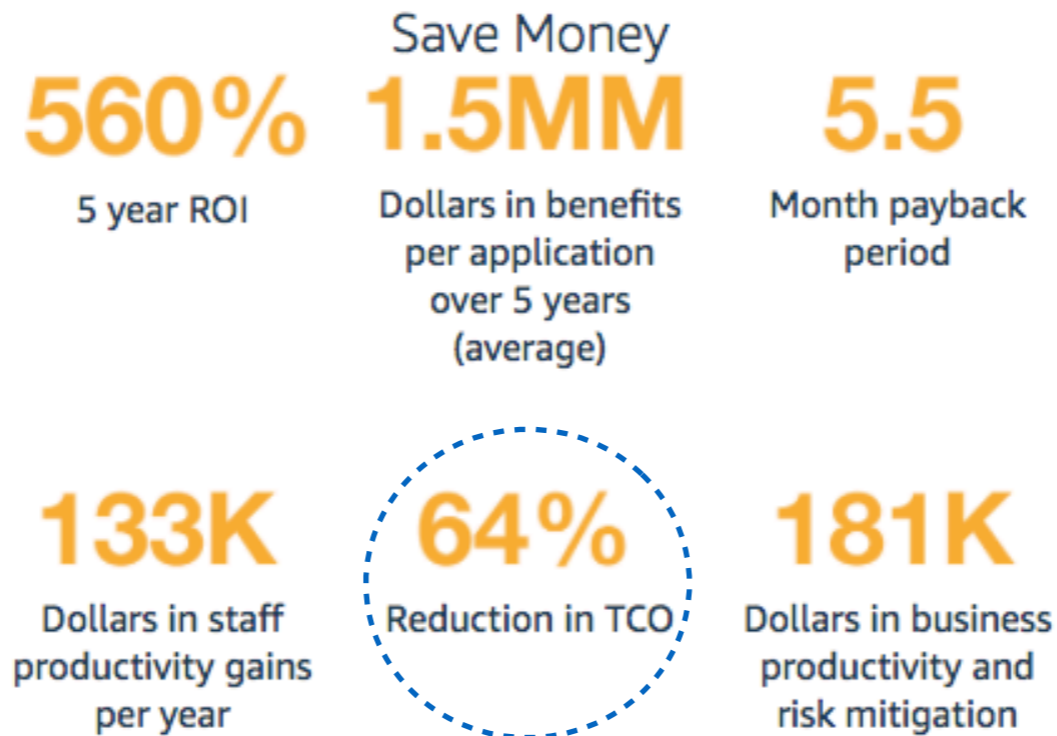 Save Money
560%
5 year ROI
1.5MM
Dollars in benefits
per application
over 5 years
(average)
5.5
Month payback
period
133K
Dollars in staff
productivity gains
per year
64%
Reduction in TCO
181K
Dollars in business
productivity and
risk mitigation